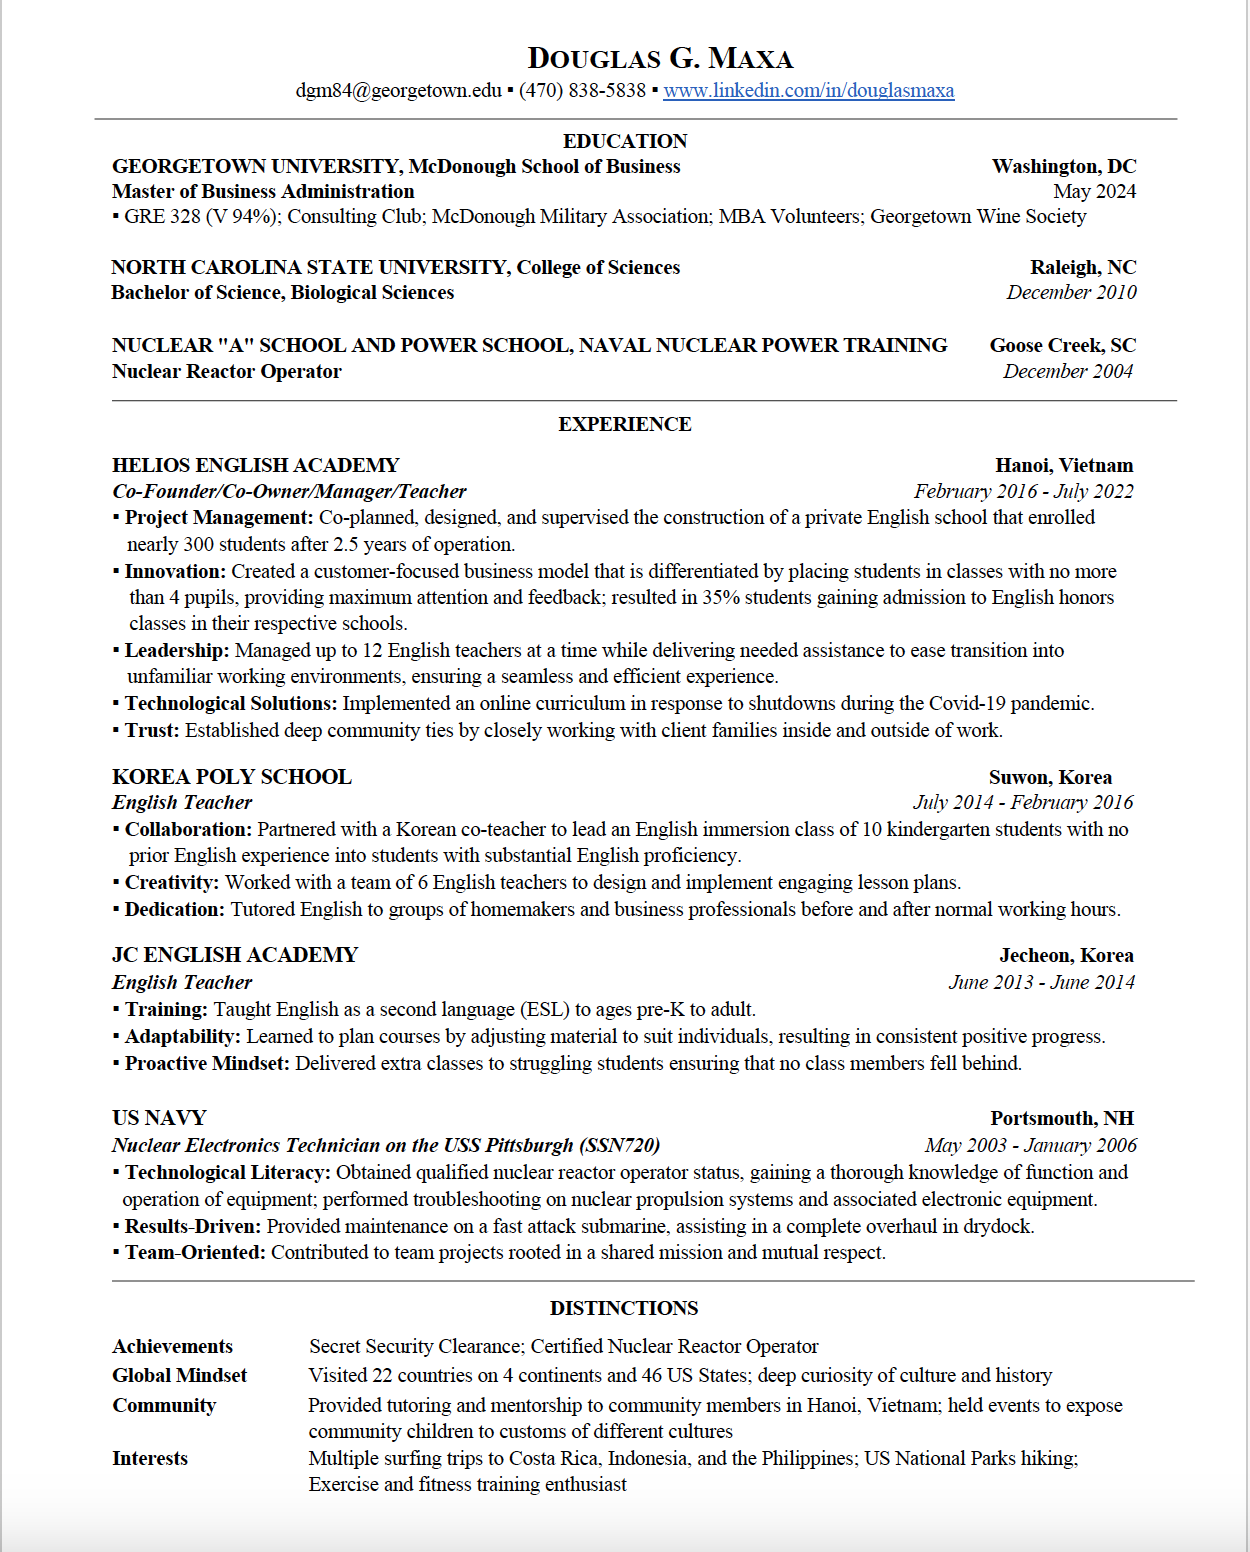 DOUGLAS G. MAXA
dgm84@georgetown.edu ▪ (470) 838-5838 ▪ www.linkedin.com/in/douglasmaxa
EDUCATION
GEORGETOWN UNIVERSITY, McDonough School of Business Washington, DC
Master of Business Administration May 2024
▪ GRE 328 (V 94%); Consulting Club; McDonough Military Association; MBA Volunteers; Georgetown Wine Society
NORTH CAROLINA STATE UNIVERSITY, College of Sciences Raleigh, NC
Bachelor of Science, Biological Sciences December 2010
NUCLEAR "A" SCHOOL AND POWER SCHOOL, NAVAL NUCLEAR POWER TRAINING Goose Creek, SC
Nuclear Reactor Operator December 2004
EXPERIENCE
HELIOS ENGLISH ACADEMY Hanoi, Vietnam
Co-Founder/Co-Owner/Manager/Teacher February 2016 - July 2022
▪ Project Management: Co-planned, designed, and supervised the construction of a private English school that enrolled
nearly 300 students after 2.5 years of operation.
▪ Innovation: Created a customer-focused business model that is differentiated by placing students in classes with no more
than 4 pupils, providing maximum attention and feedback; resulted in 35% students gaining admission to English honors
classes in their respective schools.
▪ Leadership: Managed up to 12 English teachers at a time while delivering needed assistance to ease transition into
unfamiliar working environments, ensuring a seamless and efficient experience.
▪ Technological Solutions: Implemented an online curriculum in response to shutdowns during the Covid-19 pandemic.
▪ Trust: Established deep community ties by closely working with client families inside and outside of work.
KOREA POLY SCHOOL Suwon, Korea
English Teacher July 2014 - February 2016
▪ Collaboration: Partnered with a Korean co-teacher to lead an English immersion class of 10 kindergarten students with no
prior English experience into students with substantial English proficiency.
▪ Creativity: Worked with a team of 6 English teachers to design and implement engaging lesson plans.
▪ Dedication: Tutored English to groups of homemakers and business professionals before and after normal working hours.
JC ENGLISH ACADEMY Jecheon, Korea
English Teacher June 2013 - June 2014
▪ Training: Taught English as a second language (ESL) to ages pre-K to adult.
▪ Adaptability: Learned to plan courses by adjusting material to suit individuals, resulting in consistent positive progress.
▪ Proactive Mindset: Delivered extra classes to struggling students ensuring that no class members fell behind.
US NAVY Portsmouth, NH
Nuclear Electronics Technician on the USS Pittsburgh (SSN720) May 2003 - January 2006
▪ Technological Literacy: Obtained qualified nuclear reactor operator status, gaining a thorough knowledge of function and
operation of equipment; performed troubleshooting on nuclear propulsion systems and associated electronic equipment.
▪ Results-Driven: Provided maintenance on a fast attack submarine, assisting in a complete overhaul in drydock.
▪ Team-Oriented: Contributed to team projects rooted in a shared mission and mutual respect.
DISTINCTIONS
Achievements Secret Security Clearance; Certified Nuclear Reactor Operator
Global Mindset Visited 22 countries on 4 continents and 46 US States; deep curiosity of culture and history
Community Provided tutoring and mentorship to community members in Hanoi, Vietnam; held events to expose
community children to customs of different cultures
Interests Multiple surfing trips to Costa Rica, Indonesia, and the Philippines; US National Parks hiking;
Exercise and fitness training enthusiast